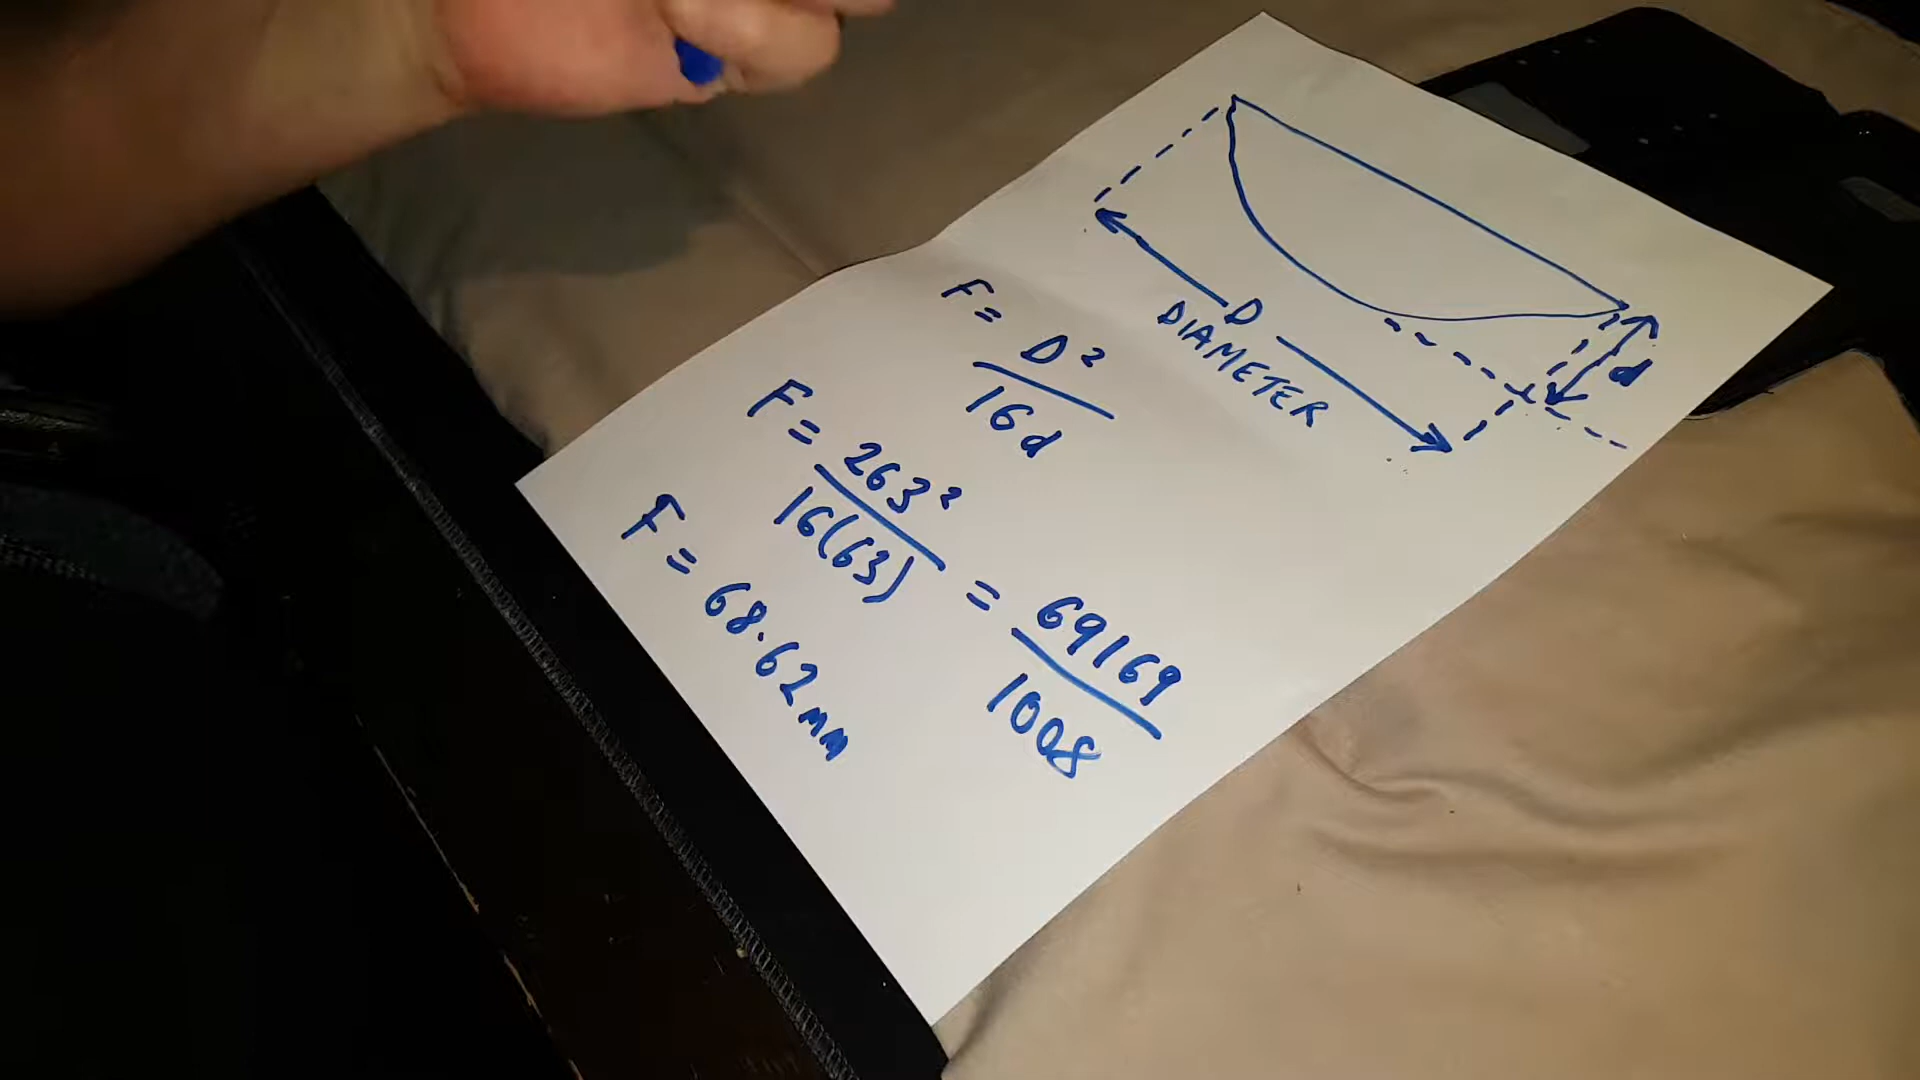 D
DIAMETER
d
F = D²
16d
F = 263²
16(63)
= 69169
1008
F = 68.62mm